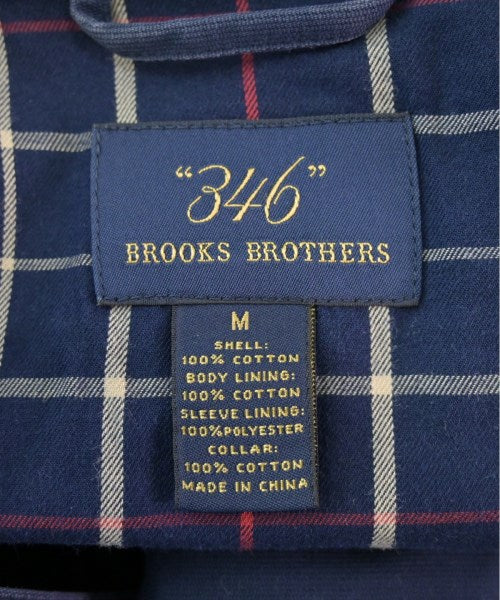 "346"
BROOKS BROTHERS
M
SHELL:
100% COTTON
BODY LINING:
100% COTTON
SLEEVE LINING:
100%POLYESTER
COLLAR:
100% COTTON
MADE IN CHINA